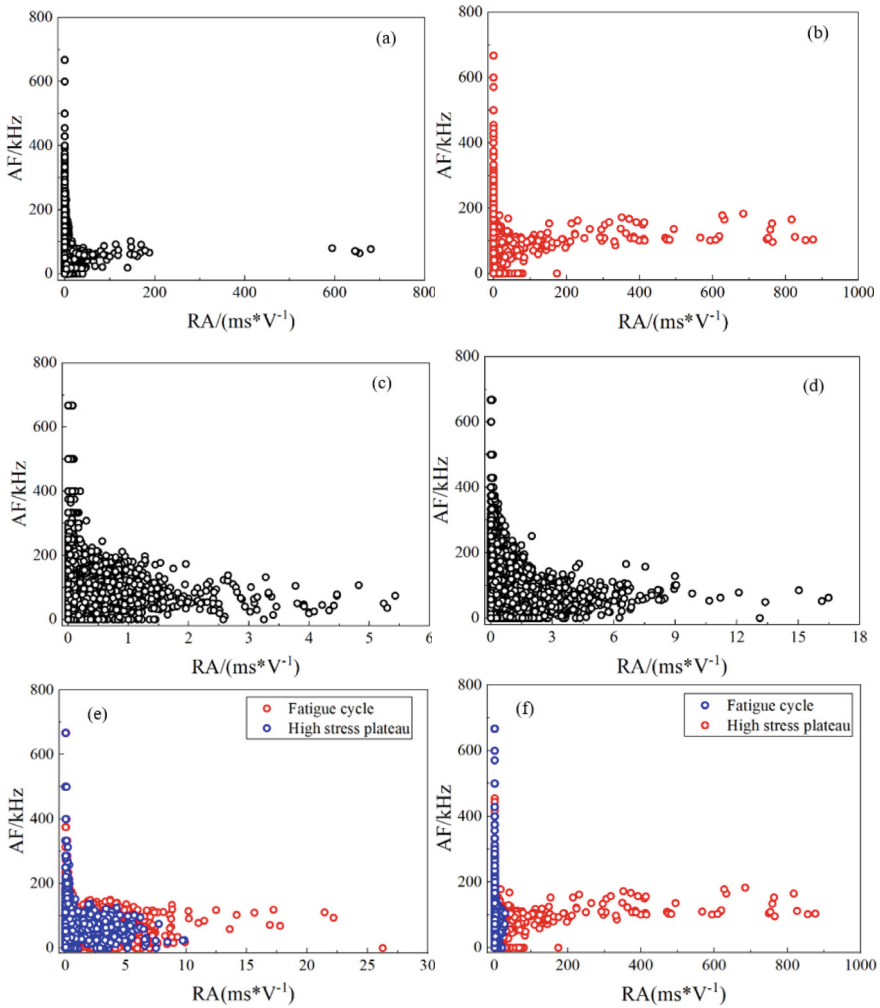 800
(a)
600
400
200
0
AF/kHz
0 200 400 600 800
RA/(ms*V⁻¹)
800
(b)
600
400
200
0
AF/kHz
0 200 400 600 800 1000
RA/(ms*V⁻¹)
800
(c)
600
400
200
0
AF/kHz
0 1 2 3 4 5 6
RA/(ms*V⁻¹)
800
(d)
600
400
200
0
AF/kHz
0 3 6 9 12 15 18
RA/(ms*V⁻¹)
800
(e)
Fatigue cycle
High stress plateau
600
400
200
0
AF/kHz
0 5 10 15 20 25 30
RA(ms*V⁻¹)
800
(f)
Fatigue cycle
High stress plateau
600
400
200
0
AF/kHz
0 200 400 600 800 1000
RA(ms*V⁻¹)